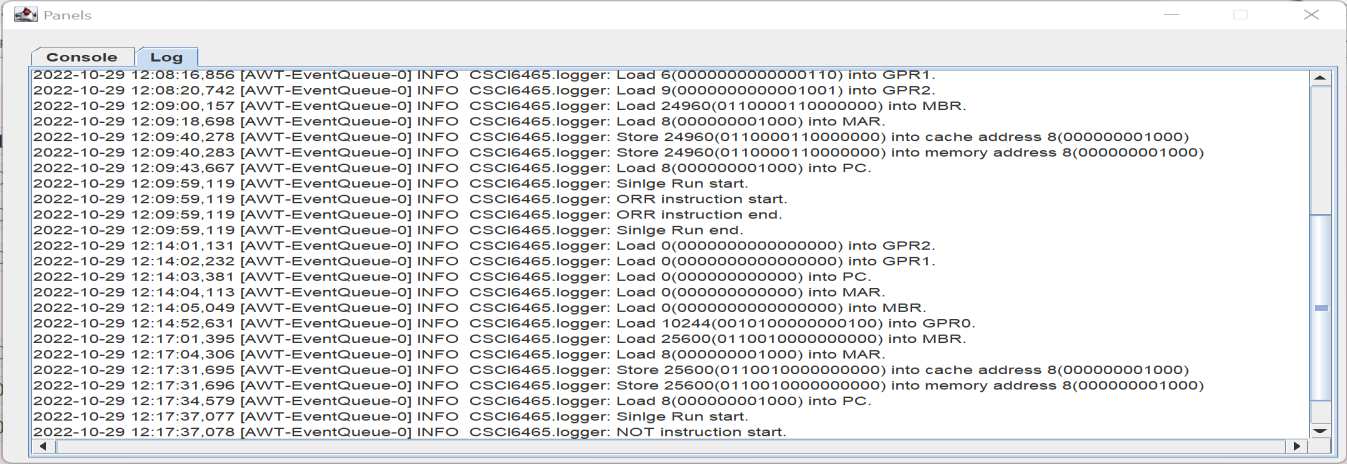 Panels
Console Log
2022-10-29 12:08:16,856 [AWT-EventQueue-0] INFO  CSCI6465.logger: Load 6(0000000000000110) into GPR1.
2022-10-29 12:08:20,742 [AWT-EventQueue-0] INFO  CSCI6465.logger: Load 9(0000000000001001) into GPR2.
2022-10-29 12:09:00,157 [AWT-EventQueue-0] INFO  CSCI6465.logger: Load 24960(0110000110000000) into MBR.
2022-10-29 12:09:18,698 [AWT-EventQueue-0] INFO  CSCI6465.logger: Load 8(000000001000) into MAR.
2022-10-29 12:09:40,278 [AWT-EventQueue-0] INFO  CSCI6465.logger: Store 24960(0110000110000000) into cache address 8(000000001000)
2022-10-29 12:09:40,283 [AWT-EventQueue-0] INFO  CSCI6465.logger: Store 24960(0110000110000000) into memory address 8(000000001000)
2022-10-29 12:09:43,667 [AWT-EventQueue-0] INFO  CSCI6465.logger: Load 8(000000001000) into PC.
2022-10-29 12:09:59,119 [AWT-EventQueue-0] INFO  CSCI6465.logger: Sinlge Run start.
2022-10-29 12:09:59,119 [AWT-EventQueue-0] INFO  CSCI6465.logger: ORR instruction start.
2022-10-29 12:09:59,119 [AWT-EventQueue-0] INFO  CSCI6465.logger: ORR instruction end.
2022-10-29 12:09:59,119 [AWT-EventQueue-0] INFO  CSCI6465.logger: Sinlge Run end.
2022-10-29 12:14:01,131 [AWT-EventQueue-0] INFO  CSCI6465.logger: Load 0(0000000000000000) into GPR2.
2022-10-29 12:14:02,232 [AWT-EventQueue-0] INFO  CSCI6465.logger: Load 0(0000000000000000) into GPR1.
2022-10-29 12:14:03,381 [AWT-EventQueue-0] INFO  CSCI6465.logger: Load 0(000000000000) into PC.
2022-10-29 12:14:04,113 [AWT-EventQueue-0] INFO  CSCI6465.logger: Load 0(000000000000) into MAR.
2022-10-29 12:14:05,049 [AWT-EventQueue-0] INFO  CSCI6465.logger: Load 0(0000000000000000) into MBR.
2022-10-29 12:14:52,631 [AWT-EventQueue-0] INFO  CSCI6465.logger: Load 10244(0010100000000100) into GPR0.
2022-10-29 12:17:01,395 [AWT-EventQueue-0] INFO  CSCI6465.logger: Load 25600(0110010000000000) into MBR.
2022-10-29 12:17:04,306 [AWT-EventQueue-0] INFO  CSCI6465.logger: Load 8(000000001000) into MAR.
2022-10-29 12:17:31,695 [AWT-EventQueue-0] INFO  CSCI6465.logger: Store 25600(0110010000000000) into cache address 8(000000001000)
2022-10-29 12:17:31,696 [AWT-EventQueue-0] INFO  CSCI6465.logger: Store 25600(0110010000000000) into memory address 8(000000001000)
2022-10-29 12:17:34,579 [AWT-EventQueue-0] INFO  CSCI6465.logger: Load 8(000000001000) into PC.
2022-10-29 12:17:37,077 [AWT-EventQueue-0] INFO  CSCI6465.logger: Sinlge Run start.
2022-10-29 12:17:37,078 [AWT-EventQueue-0] INFO  CSCI6465.logger: NOT instruction start.